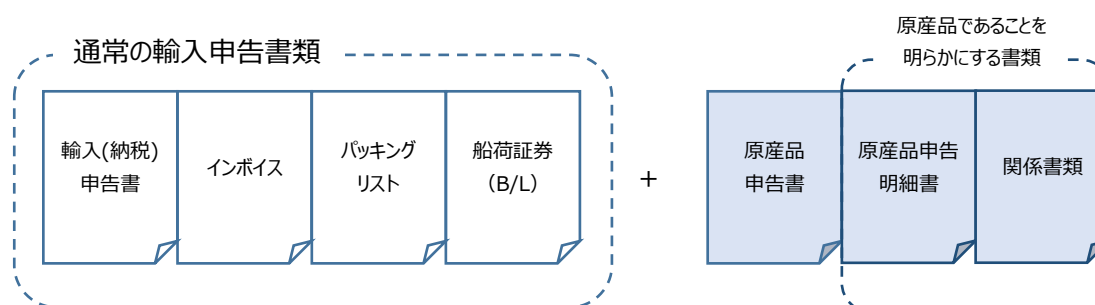 通常の輸入申告書類
輸入(納税)
申告書
インボイス
パッキング
リスト
船荷証券
(B/L)
+
原産品であることを
明らかにする書類
原産品
申告書
原産品申告
明細書
関係書類